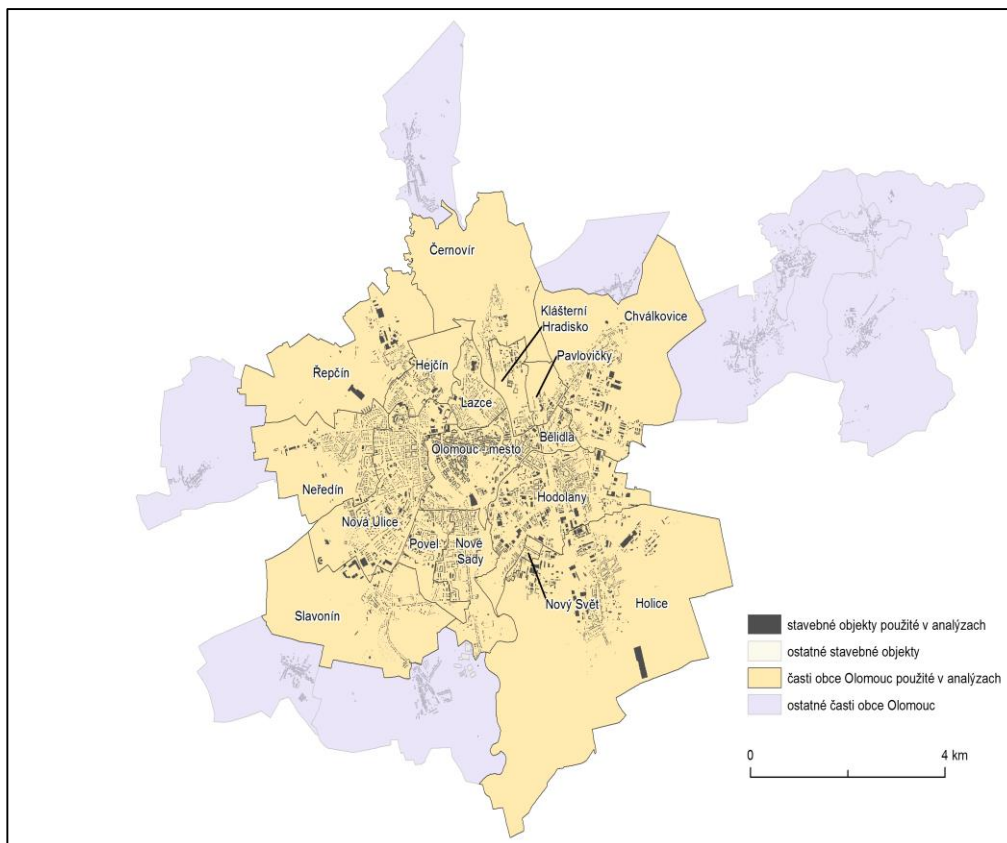 Černovír
Klášterní
Hradisko
Chválkovice
Pavlovičky
Hejčín
Řepčín
Lazce
Bělidla
Olomouc - mesto
Neředín
Hodolany
Nová Ulice
Povel
Nové
Sady
Nový Svět
Holice
Slavonín
stavebné objekty použité v analýzach
ostatné stavebné objekty
časti obce Olomouc použité v analýzach
ostatné časti obce Olomouc
0 4 km